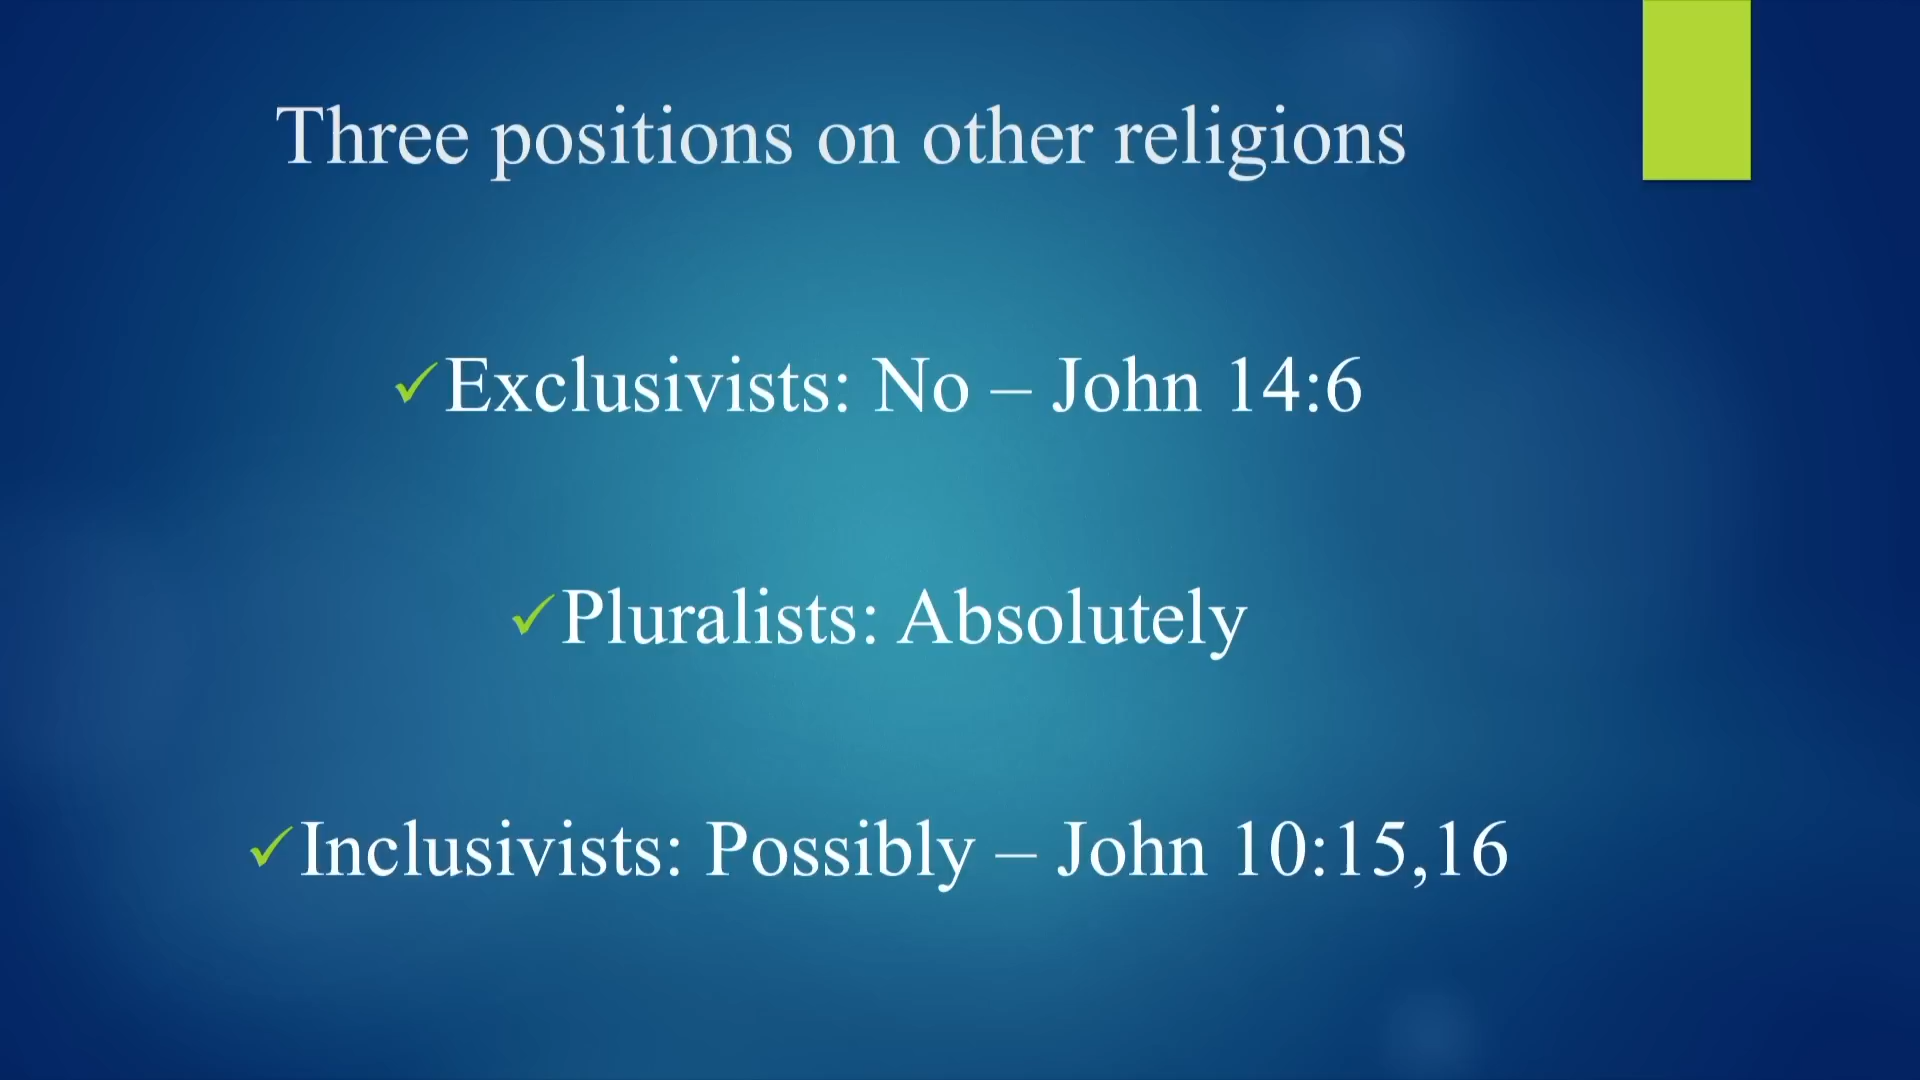 Three positions on other religions
✓Exclusivists: No – John 14:6
✓Pluralists: Absolutely
✓Inclusivists: Possibly – John 10:15,16